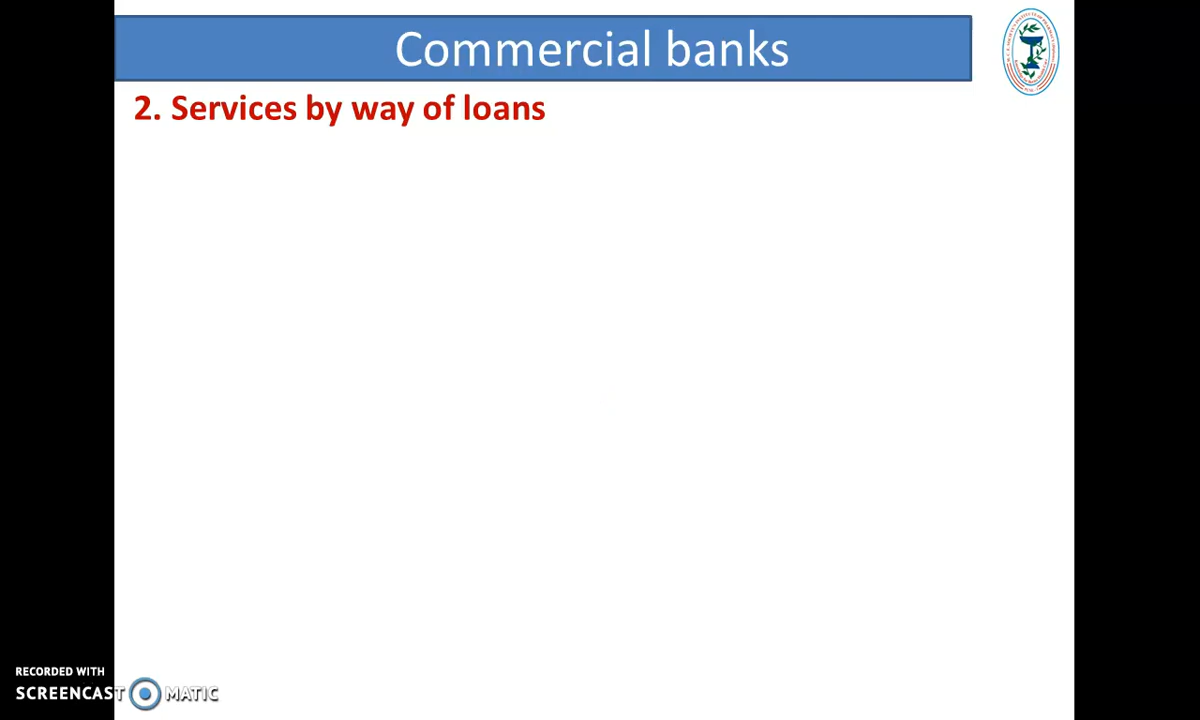 Commercial banks
2. Services by way of loans
RECORDED WITH
SCREENCAST MATIC